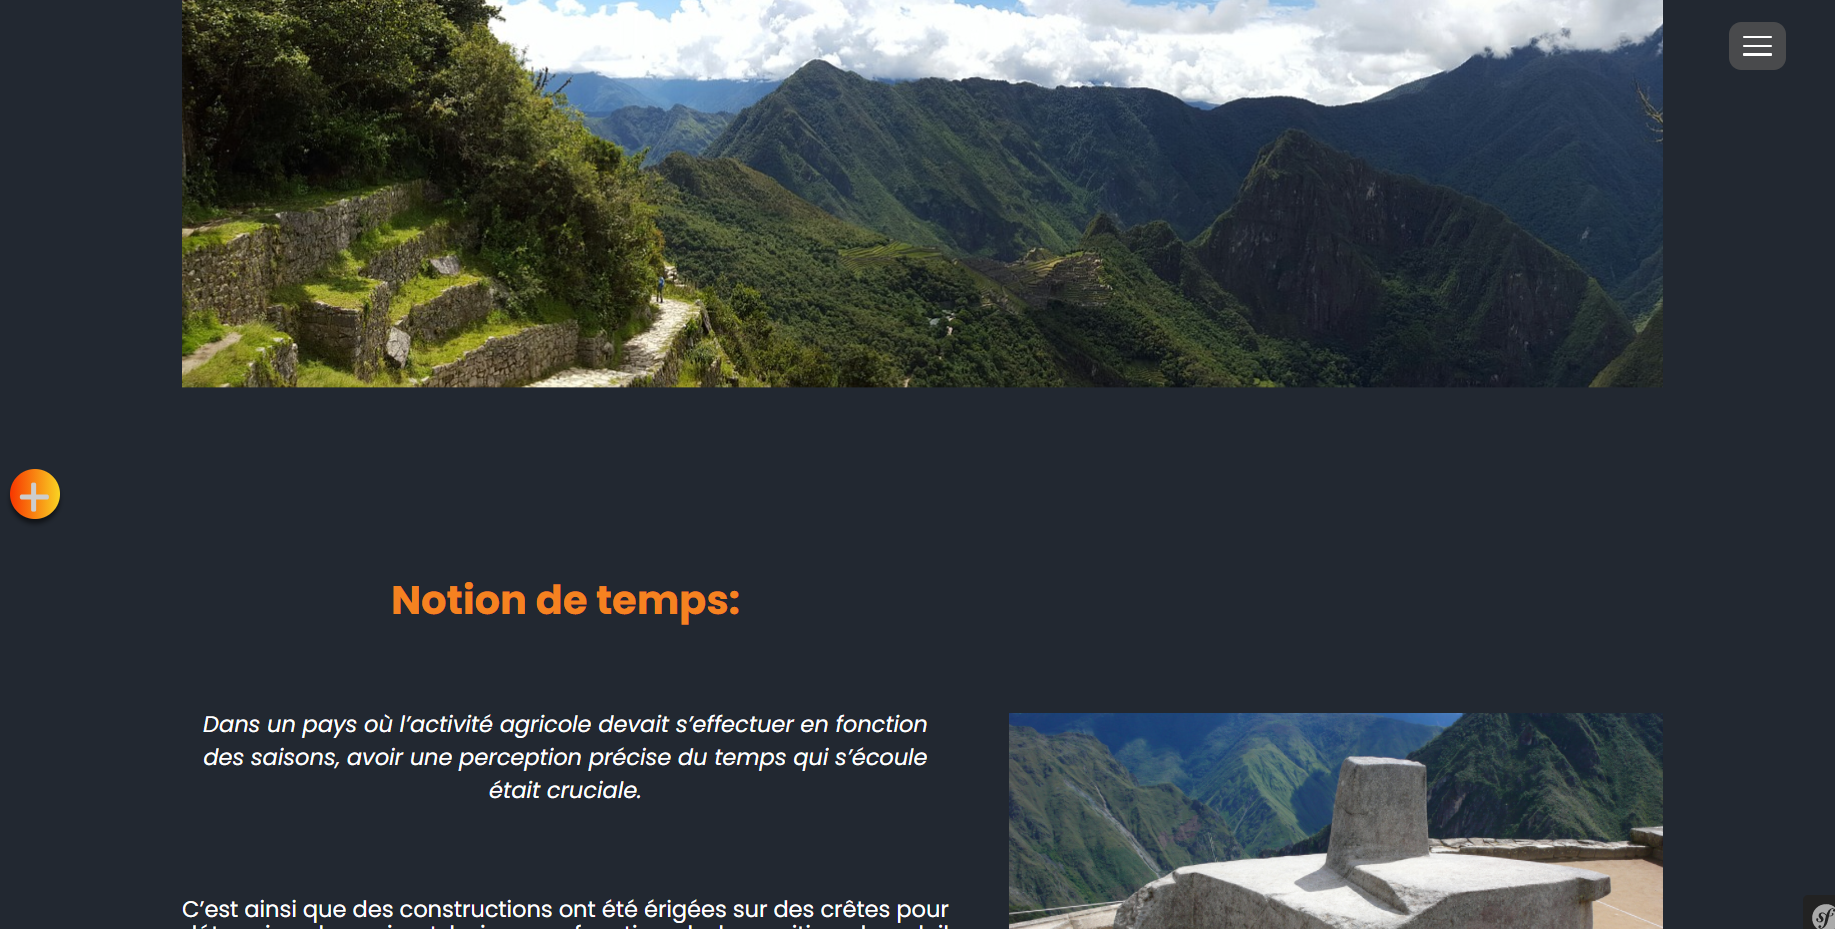 Notion de temps:
Dans un pays où l’activité agricole devait s’effectuer en fonction
des saisons, avoir une perception précise du temps qui s’écoule
était cruciale.
C’est ainsi que des constructions ont été érigées sur des crêtes pour
sf